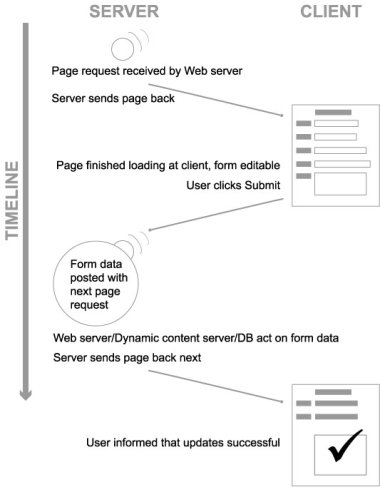 SERVER
CLIENT
TIMELINE
Page request received by Web server
Server sends page back
Page finished loading at client, form editable
User clicks Submit
Form data
posted with
next page
request
Web server/Dynamic content server/DB act on form data
Server sends page back next
User informed that updates successful